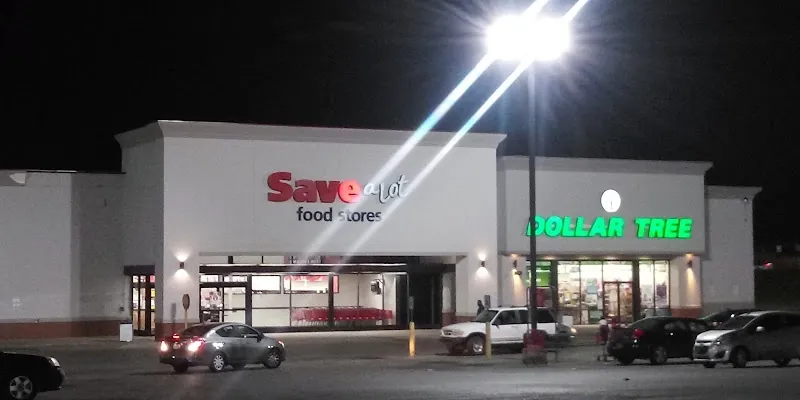 Save a lot
food stores
DOLLAR TREE